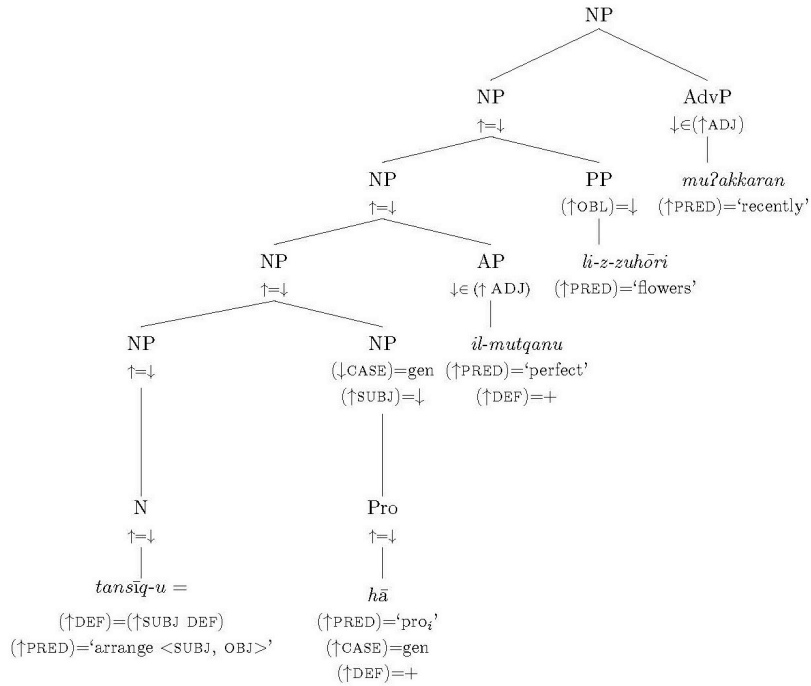 NP
NP AdvP
↑=↓ ↓∈(↑ADJ)
NP PP muʔakkaran
↑=↓ (↑OBL)=↓ (↑PRED)=‘recently’
NP AP li-z-zuhōri
↑=↓ ↓∈(↑ ADJ) (↑PRED)=‘flowers’
NP NP il-mutqanu
↑=↓ (↓CASE)=gen (↑PRED)=‘perfect’
(↑SUBJ)=↓ (↑DEF)=+
N Pro
↑=↓ ↑=↓
tansīq-u = hā
(↑DEF)=(↑SUBJ DEF) (↑PRED)=‘proᵢ’
(↑PRED)=‘arrange <SUBJ, OBJ>’ (↑CASE)=gen
(↑DEF)=+